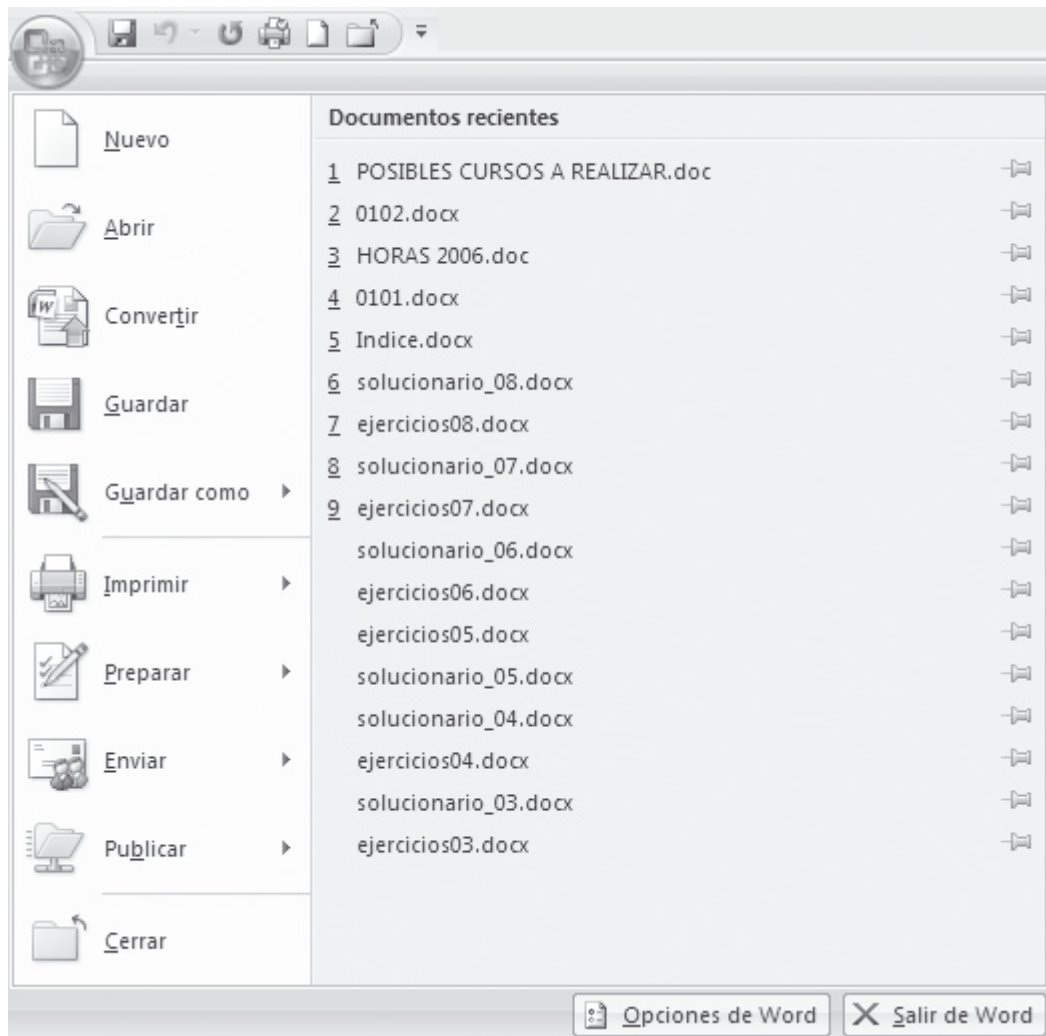 Nuevo
Abrir
Convertir
Guardar
Guardar como
Imprimir
Preparar
Enviar
Publicar
Cerrar
Documentos recientes
1 POSIBLES CURSOS A REALIZAR.doc
2 0102.docx
3 HORAS 2006.doc
4 0101.docx
5 Indice.docx
6 solucionario_08.docx
7 ejercicios08.docx
8 solucionario_07.docx
9 ejercicios07.docx
solucionario_06.docx
ejercicios06.docx
ejercicios05.docx
solucionario_05.docx
solucionario_04.docx
ejercicios04.docx
solucionario_03.docx
ejercicios03.docx
Opciones de Word
Salir de Word